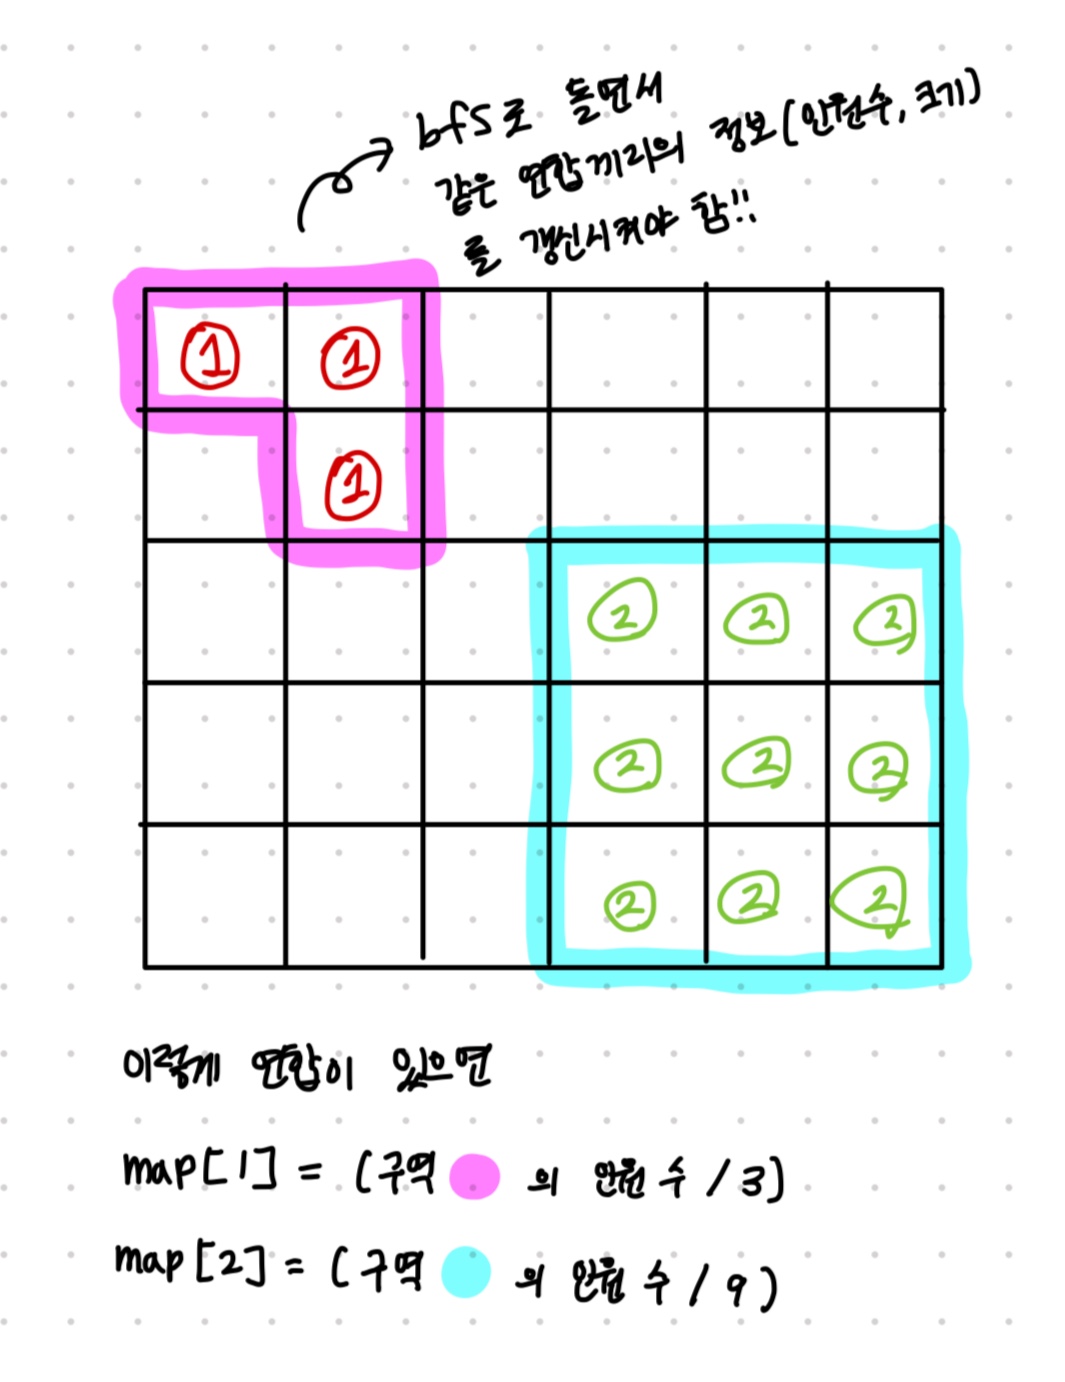 bfs로 돌면서
같은 연합끼리의 정보(인원수, 크기)
를 갱신시켜야 함!!
1 1
1
2 2 2
2 2 2
2 2 2
이렇게 연합이 있으면
map[1] = (구역 의 인원 수 / 3)
map[2] = (구역 의 인원 수 / 9)